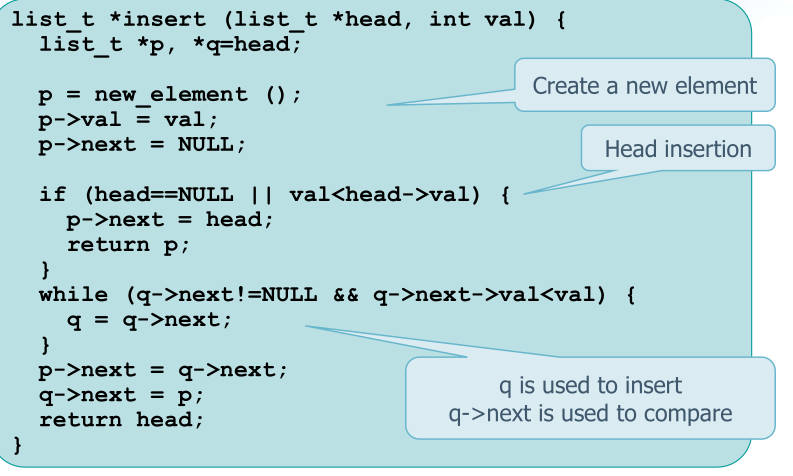 list_t *insert (list_t *head, int val) {
list_t *p, *q=head;
p = new_element ();
p->val = val;
p->next = NULL;
Create a new element
Head insertion
if (head==NULL || val<head->val) {
p->next = head;
return p;
}
while (q->next!=NULL && q->next->val<val) {
q = q->next;
}
p->next = q->next;
q->next = p;
return head;
}
q is used to insert
q->next is used to compare